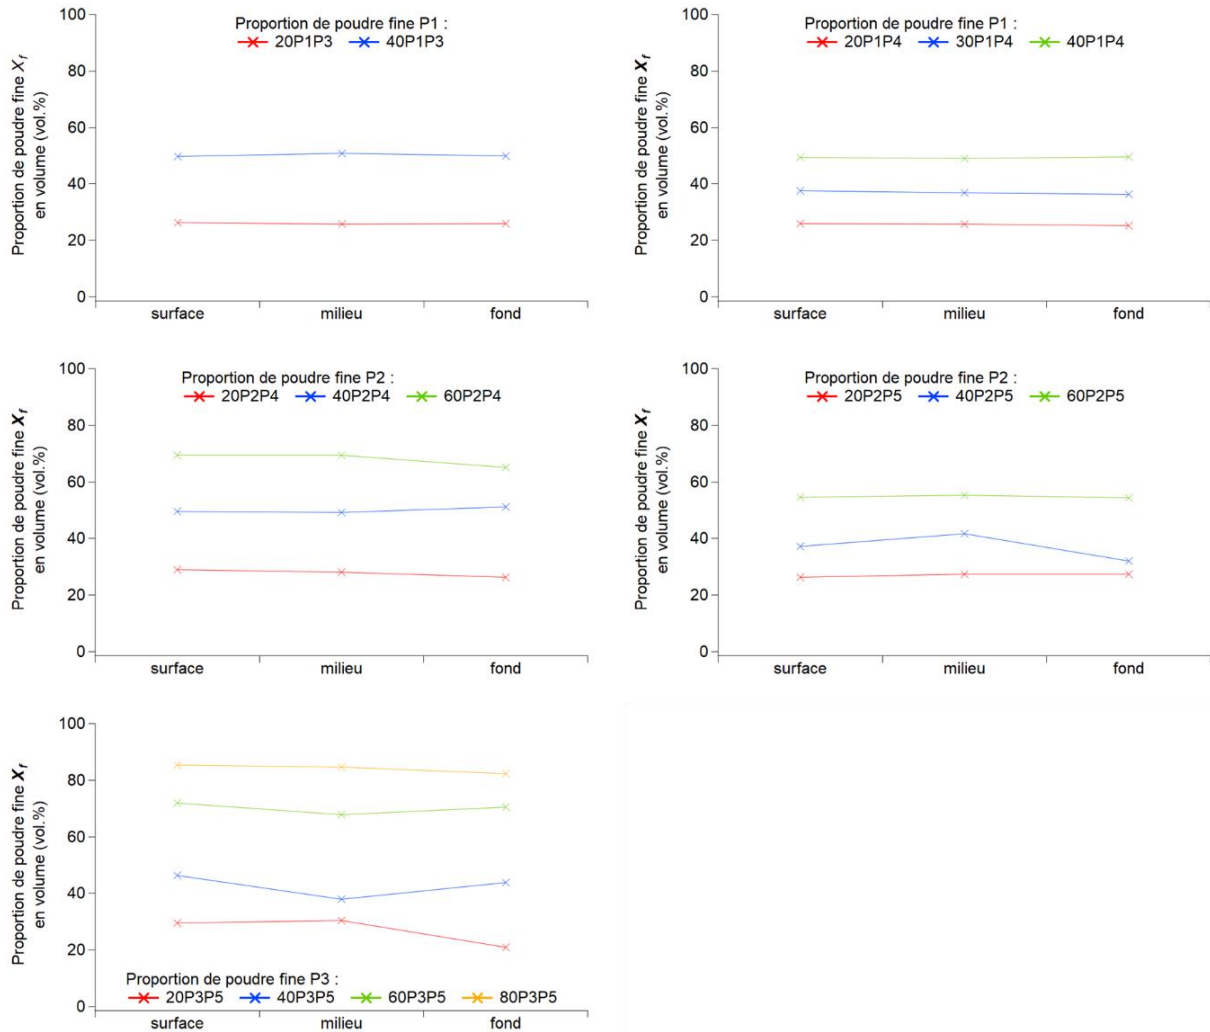 Proportion de poudre fine P1 :
20P1P3 40P1P3
Proportion de poudre fine Xf
en volume (vol.%)
100
80
60
40
20
0
surface milieu fond
Proportion de poudre fine P1 :
20P1P4 30P1P4 40P1P4
Proportion de poudre fine Xf
en volume (vol.%)
100
80
60
40
20
0
surface milieu fond
Proportion de poudre fine P2 :
20P2P4 40P2P4 60P2P4
Proportion de poudre fine Xf
en volume (vol.%)
100
80
60
40
20
0
surface milieu fond
Proportion de poudre fine P2 :
20P2P5 40P2P5 60P2P5
Proportion de poudre fine Xf
en volume (vol.%)
100
80
60
40
20
0
surface milieu fond
Proportion de poudre fine Xf
en volume (vol.%)
100
80
60
40
20
0
Proportion de poudre fine P3 :
20P3P5 40P3P5 60P3P5 80P3P5
surface milieu fond